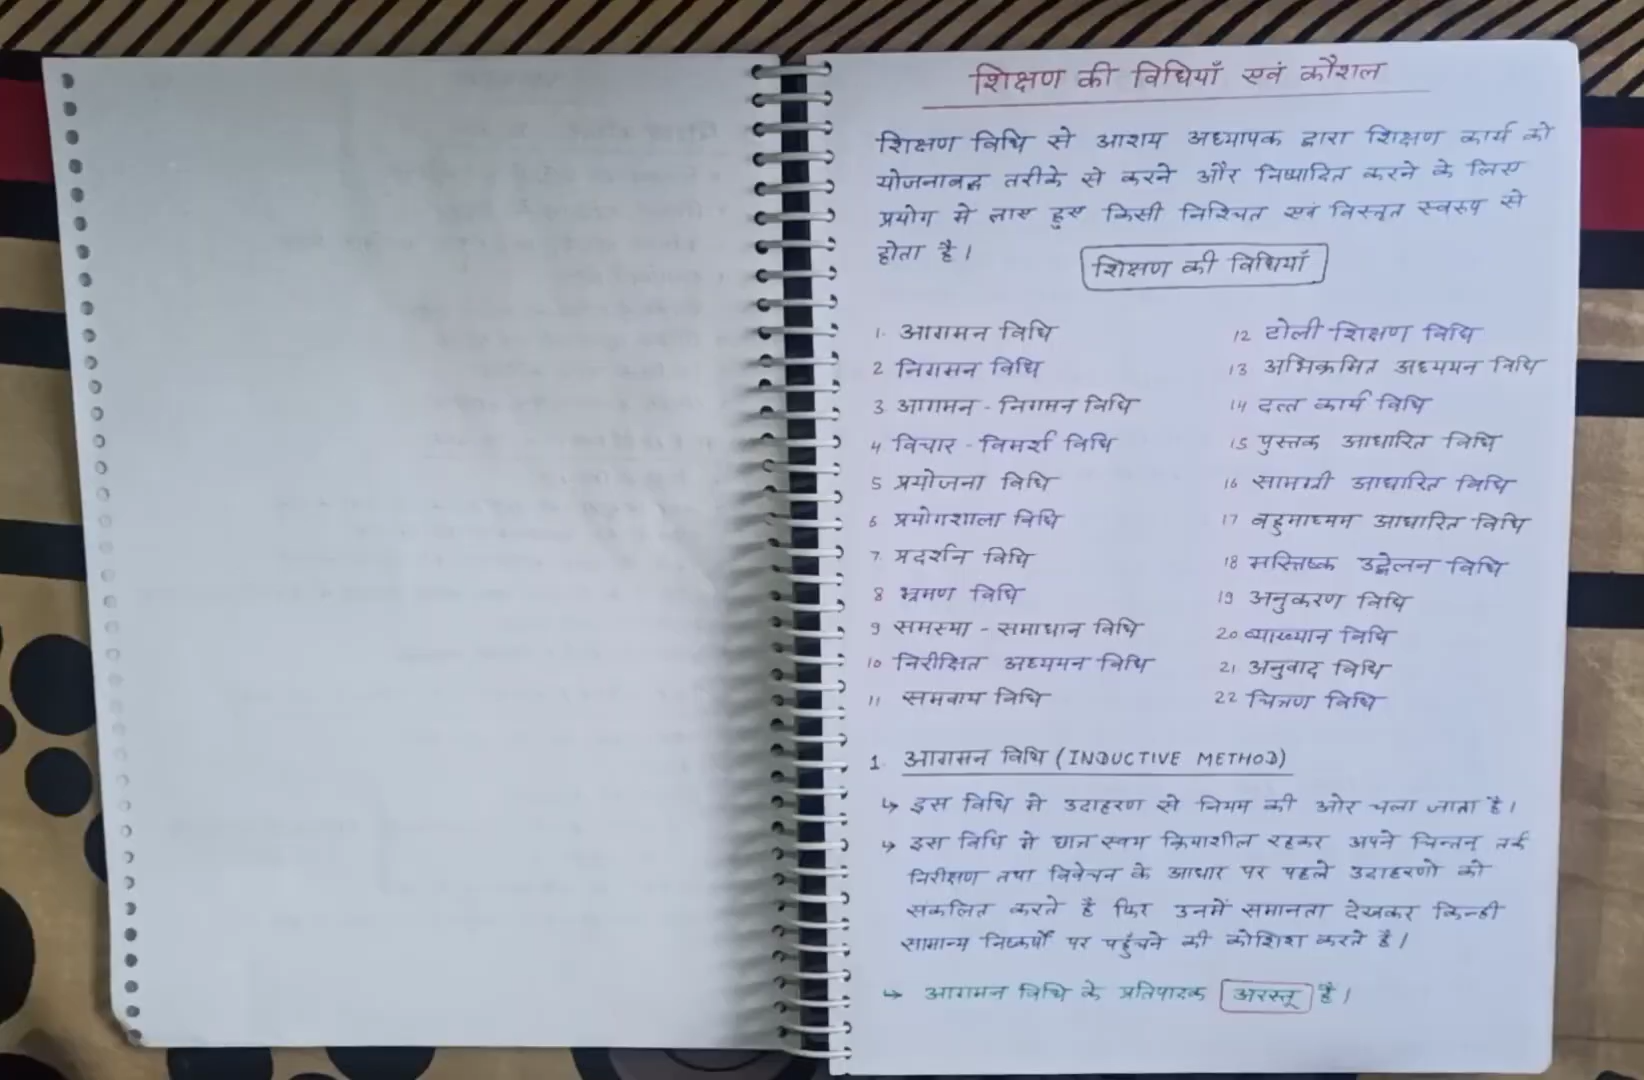 शिक्षण की विधियाँ एवं कौशल
शिक्षण विधि से आशय अध्यापक द्वारा शिक्षण कार्य को
योजनाबद्ध तरीके से करने और निष्पादित करने के लिए
प्रयोग मे लाए हुए किसी निश्चित एवं विस्तृत स्वरूप से
होता है।
शिक्षण की विधियाँ
1. आगमन विधि
2 निगमन विधि
3. आगमन - निगमन विधि
4 विचार - विमर्श विधि
5 प्रयोजना विधि
6 प्रयोगशाला विधि
7. प्रदर्शन विधि
8 भ्रमण विधि
9 समस्या - समाधान विधि
10 निरीक्षित अध्ययन विधि
11 समवाय विधि
12 टोली शिक्षण विधि
13 अभिक्रमित अध्ययन विधि
14 दत्त कार्य विधि
15 पुस्तक आधारित विधि
16 सामग्री आधारित विधि
17 बहुमाध्यम आधारित विधि
18 मस्तिष्क उद्वेलन विधि
19 अनुकरण विधि
20 व्याख्यान विधि
21 अनुवाद विधि
22 चित्रण विधि
1. आगमन विधि (INDUCTIVE METHOD)
↳ इस विधि मे उदाहरण से नियम की ओर चला जाता है।
↳ इस विधि मे छात्र स्वयं क्रियाशील रहकर अपने चिन्तन तर्क
निरीक्षण तथा विवेचन के आधार पर पहले उदाहरणो को
संकलित करते है फिर उनमें समानता देखकर किन्ही
सामान्य निष्कर्षों पर पहुँचने की कोशिश करते है।
↳ आगमन विधि के प्रतिपादक अरस्तू है।